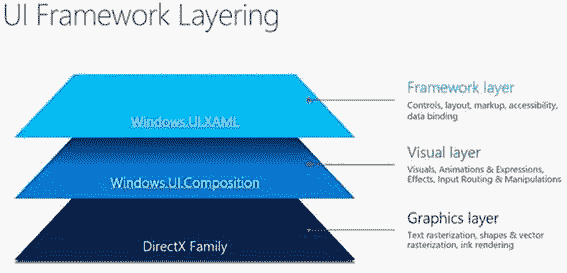 UI Framework Layering
Windows.UI.XAML
Framework layer
Controls, layout, markup, accessibility,
data binding
Windows.UI.Composition
Visual layer
Visuals, Animations & Expressions,
Effects, Input Routing & Manipulations
DirectX Family
Graphics layer
Text rasterization, shapes & vector
rasterization, ink rendering